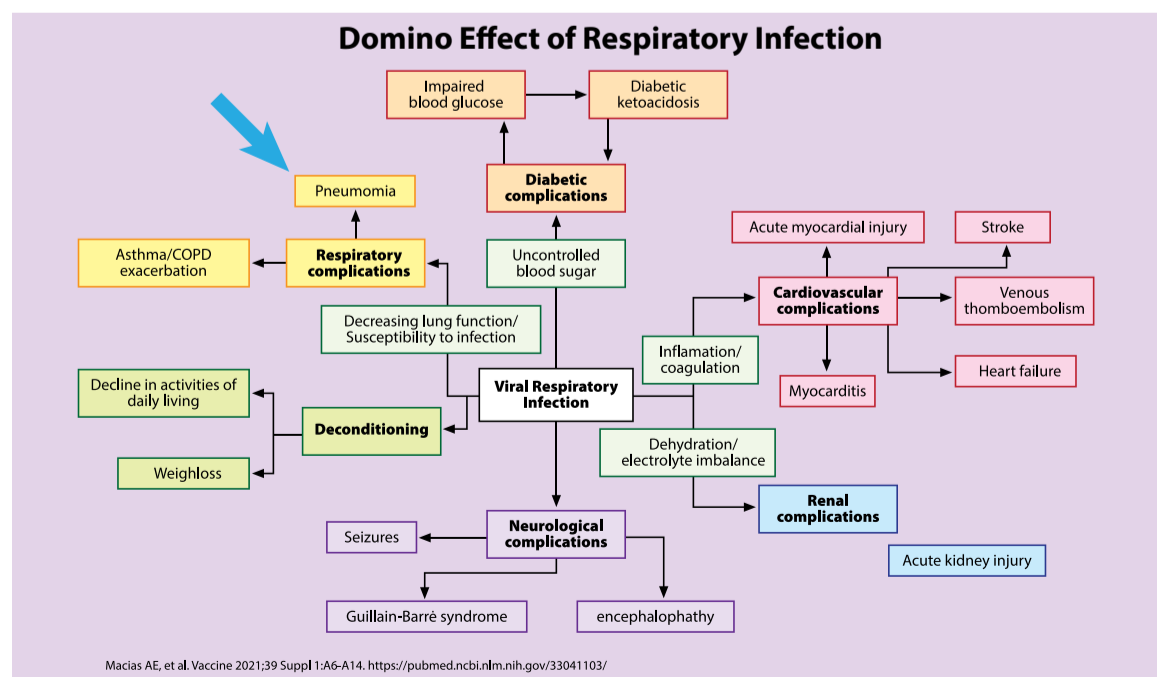 Domino Effect of Respiratory Infection
Impaired
blood glucose
Diabetic
ketoacidosis
Pneumomia
Diabetic
complications
Asthma/COPD
exacerbation
Respiratory
complications
Uncontrolled
blood sugar
Acute myocardial injury
Stroke
Cardiovascular
complications
Venous
thromboembolism
Decreasing lung function/
Susceptibility to infection
Inflamation/
coagulation
Heart failure
Myocarditis
Viral Respiratory
Infection
Decline in activities of
daily living
Deconditioning
Weighloss
Dehydration/
electrolyte imbalance
Renal
complications
Acute kidney injury
Neurological
complications
Seizures
Guillain-Barrė syndrome
encephalophathy
Macias AE, et al. Vaccine 2021;39 Suppl 1:A6-A14. https://pubmed.ncbi.nlm.nih.gov/33041103/